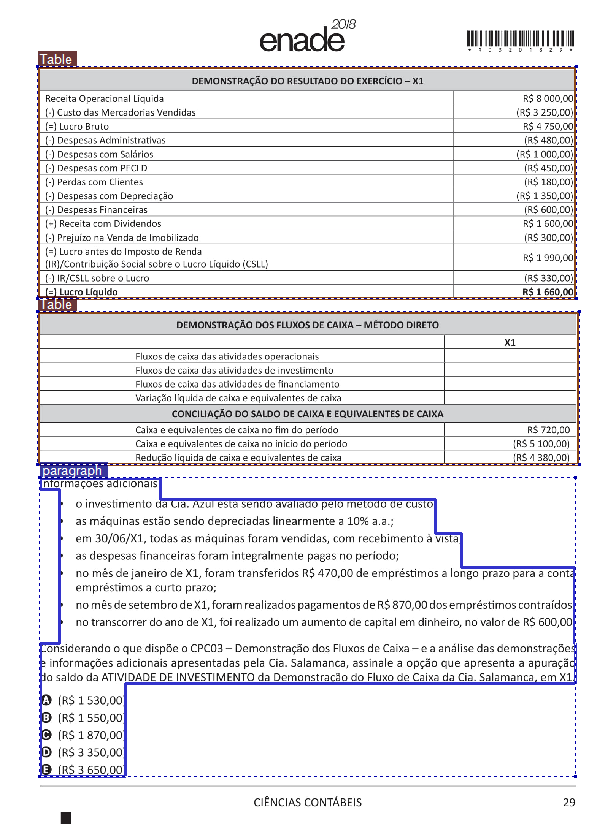 enade2018
Table
DEMONSTRAÇÃO DO RESULTADO DO EXERCÍCIO – X1
Receita Operacional Líquida R$ 8 000,00
(-) Custo das Mercadorias Vendidas (R$ 3 250,00)
(=) Lucro Bruto R$ 4 750,00
(-) Despesas Administrativas (R$ 480,00)
(-) Despesas com Salários (R$ 1 000,00)
(-) Despesas com PECLD (R$ 450,00)
(-) Perdas com Clientes (R$ 180,00)
(-) Despesas com Depreciação (R$ 1 350,00)
(-) Despesas Financeiras (R$ 600,00)
(+) Receita com Dividendos R$ 1 600,00
(-) Prejuízo na Venda de Imobilizado (R$ 300,00)
(=) Lucro antes do Imposto de Renda
(IR)/Contribuição Social sobre o Lucro Líquido (CSLL) R$ 1 990,00
(-) IR/CSLL sobre o Lucro (R$ 330,00)
(=) Lucro Líquido R$ 1 660,00
Table
DEMONSTRAÇÃO DOS FLUXOS DE CAIXA – MÉTODO DIRETO
X1
Fluxos de caixa das atividades operacionais
Fluxos de caixa das atividades de investimento
Fluxos de caixa das atividades de financiamento
Variação líquida de caixa e equivalentes de caixa
CONCILIAÇÃO DO SALDO DE CAIXA E EQUIVALENTES DE CAIXA
Caixa e equivalentes de caixa no fim do período R$ 720,00
Caixa e equivalentes de caixa no início do período (R$ 5 100,00)
Redução líquida de caixa e equivalentes de caixa (R$ 4 380,00)
paragraph
Informações adicionais:
• o investimento da Cia. Azul está sendo avaliado pelo método de custo;
• as máquinas estão sendo depreciadas linearmente a 10% a.a.;
• em 30/06/X1, todas as máquinas foram vendidas, com recebimento à vista;
• as despesas financeiras foram integralmente pagas no período;
• no mês de janeiro de X1, foram transferidos R$ 470,00 de empréstimos a longo prazo para a conta
empréstimos a curto prazo;
• no mês de setembro de X1, foram realizados pagamentos de R$ 870,00 dos empréstimos contraídos;
• no transcorrer do ano de X1, foi realizado um aumento de capital em dinheiro, no valor de R$ 600,00.
Considerando o que dispõe o CPC03 – Demonstração dos Fluxos de Caixa – e a análise das demonstrações
e informações adicionais apresentadas pela Cia. Salamanca, assinale a opção que apresenta a apuração
do saldo da ATIVIDADE DE INVESTIMENTO da Demonstração do Fluxo de Caixa da Cia. Salamanca, em X1.
A (R$ 1 530,00)
B (R$ 1 550,00)
C (R$ 1 870,00)
D (R$ 3 350,00)
E (R$ 3 650,00)
CIÊNCIAS CONTÁBEIS 29